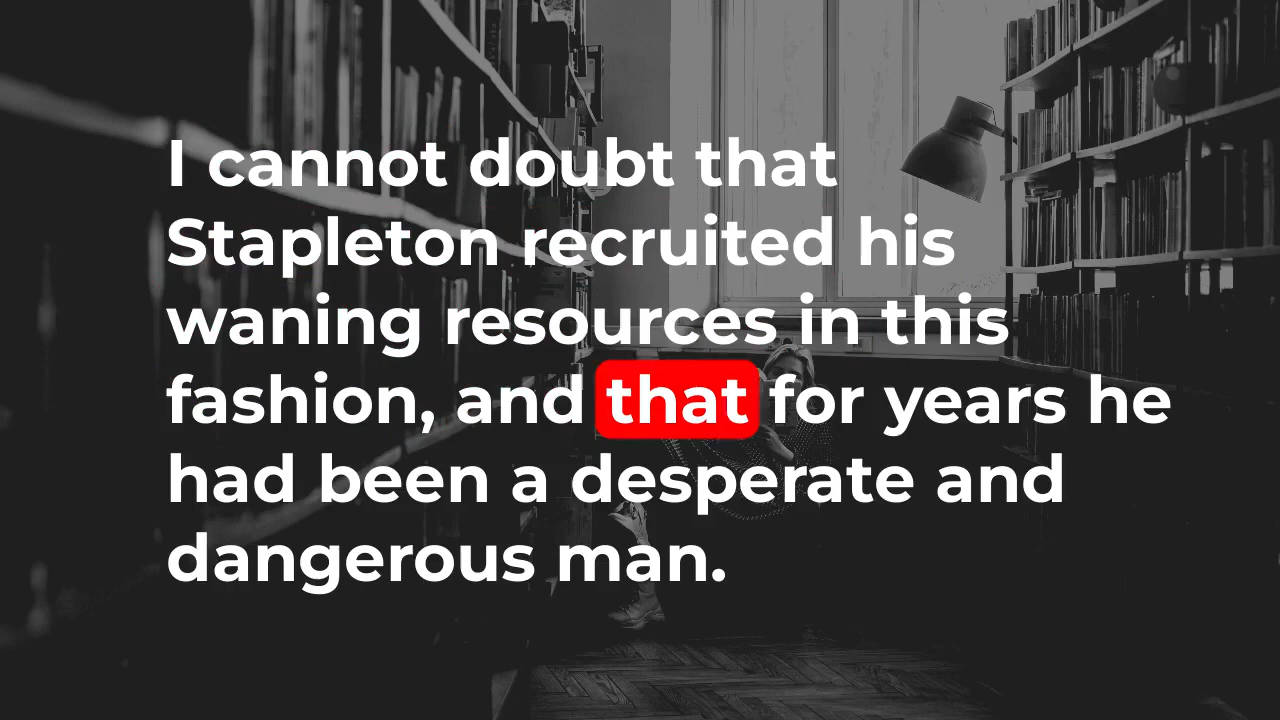 I cannot doubt that
Stapleton recruited his
waning resources in this
fashion, and that for years he
had been a desperate and
dangerous man.